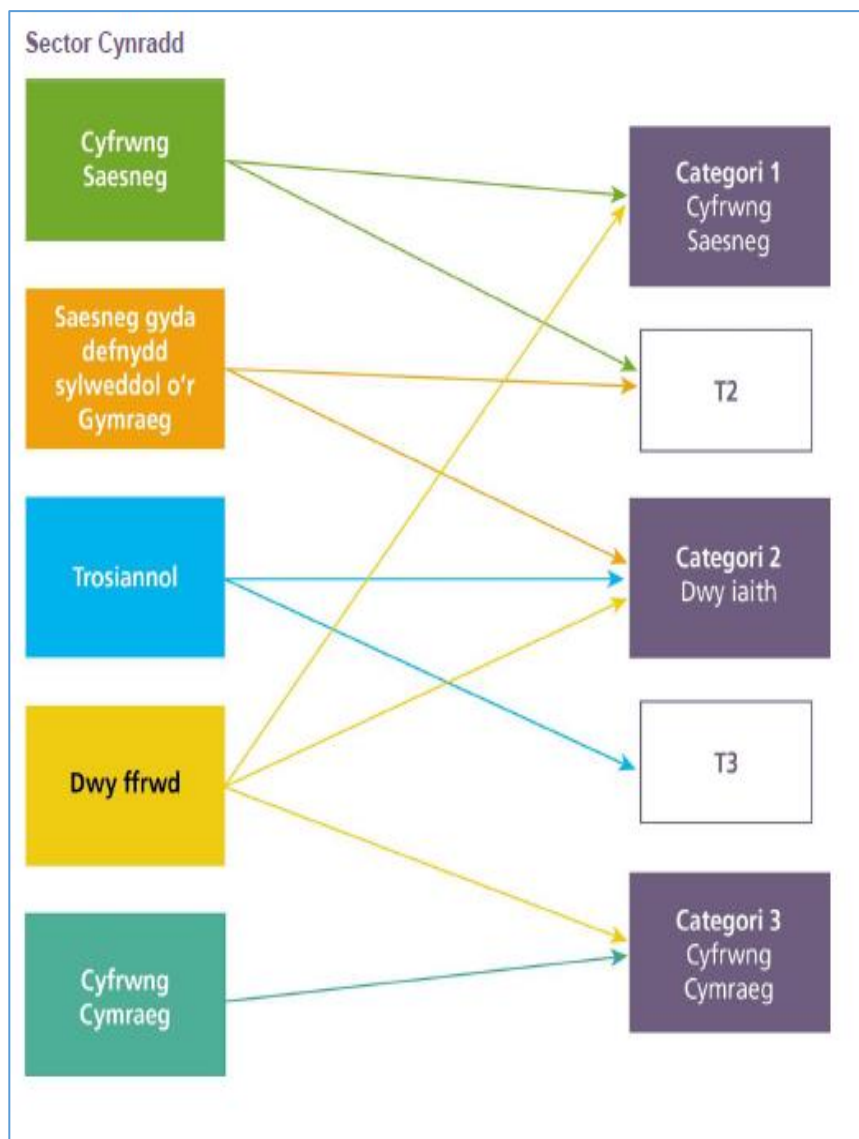 Sector Cynradd
Cyfrwng
Saesneg
Saesneg gyda
defnydd
sylweddol o'r
Gymraeg
Trosiannol
Dwy ffrwd
Cyfrwng
Cymraeg
Categori 1
Cyfrwng
Saesneg
T2
Categori 2
Dwy iaith
T3
Categori 3
Cyfrwng
Cymraeg